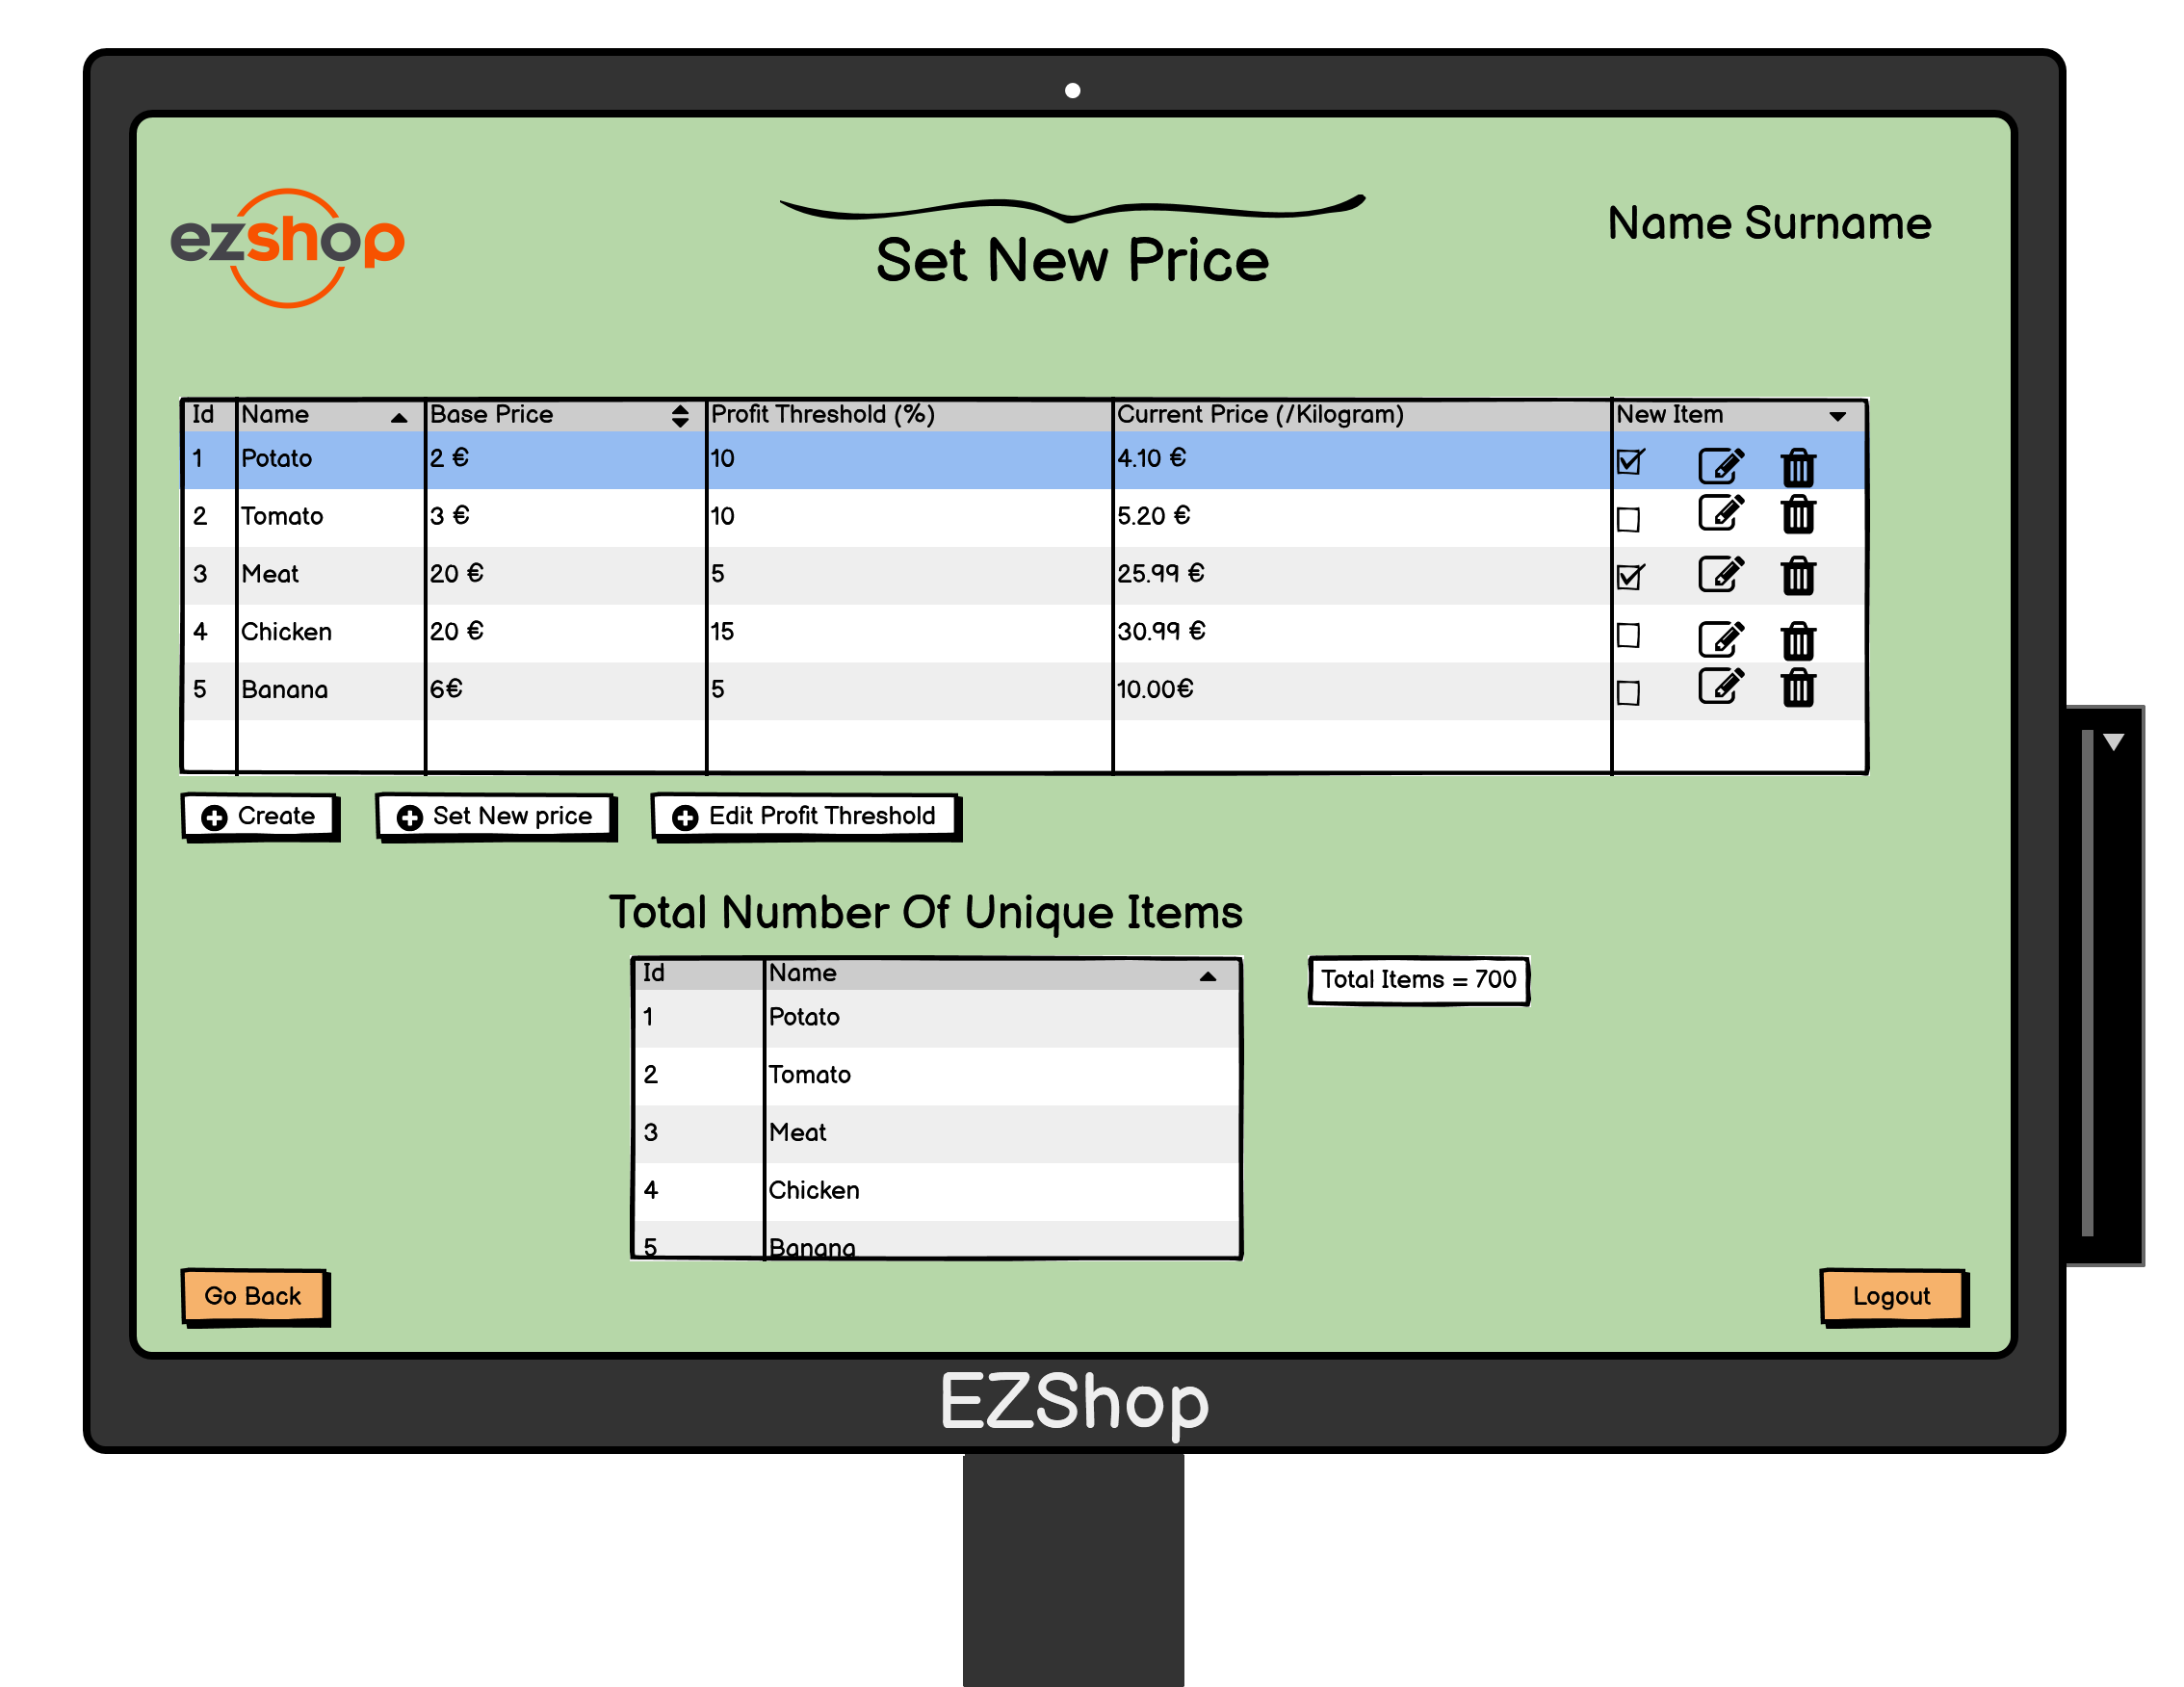 ezshop
Set New Price
Name Surname
Id Name Base Price Profit Threshold (%) Current Price (/Kilogram) New Item
1 Potato 2 € 10 4.10 €
2 Tomato 3 € 10 5.20 €
3 Meat 20 € 5 25.99 €
4 Chicken 20 € 15 30.99 €
5 Banana 6€ 5 10.00€
Create Set New price Edit Profit Threshold
Total Number Of Unique Items
Id Name
Total Items = 700
1 Potato
2 Tomato
3 Meat
4 Chicken
5 Banana
Go Back
Logout
EZShop